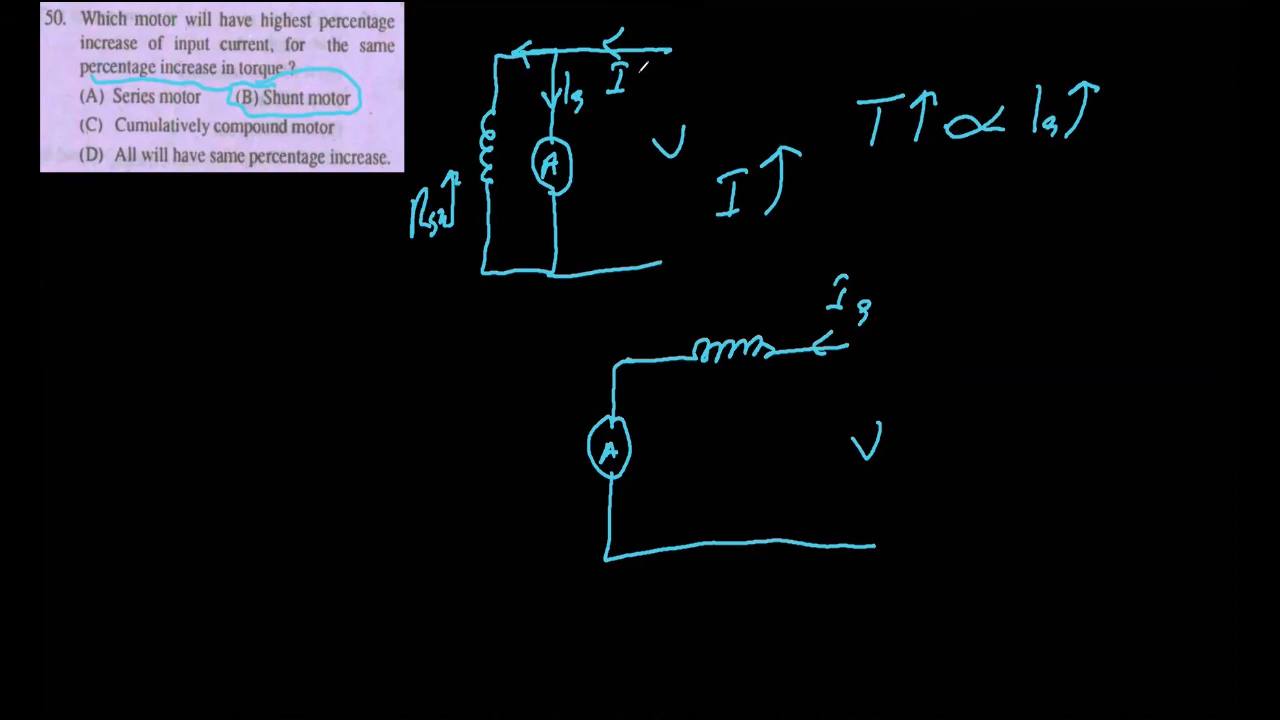 50. Which motor will have highest percentage
increase of input current, for the same
percentage increase in torque ?
(A) Series motor (B) Shunt motor
(C) Cumulatively compound motor
(D) All will have same percentage increase.
I
Ia
A
V
Rsh↑
I↑
T↑ ∝ Ia↑
Ia
A
V